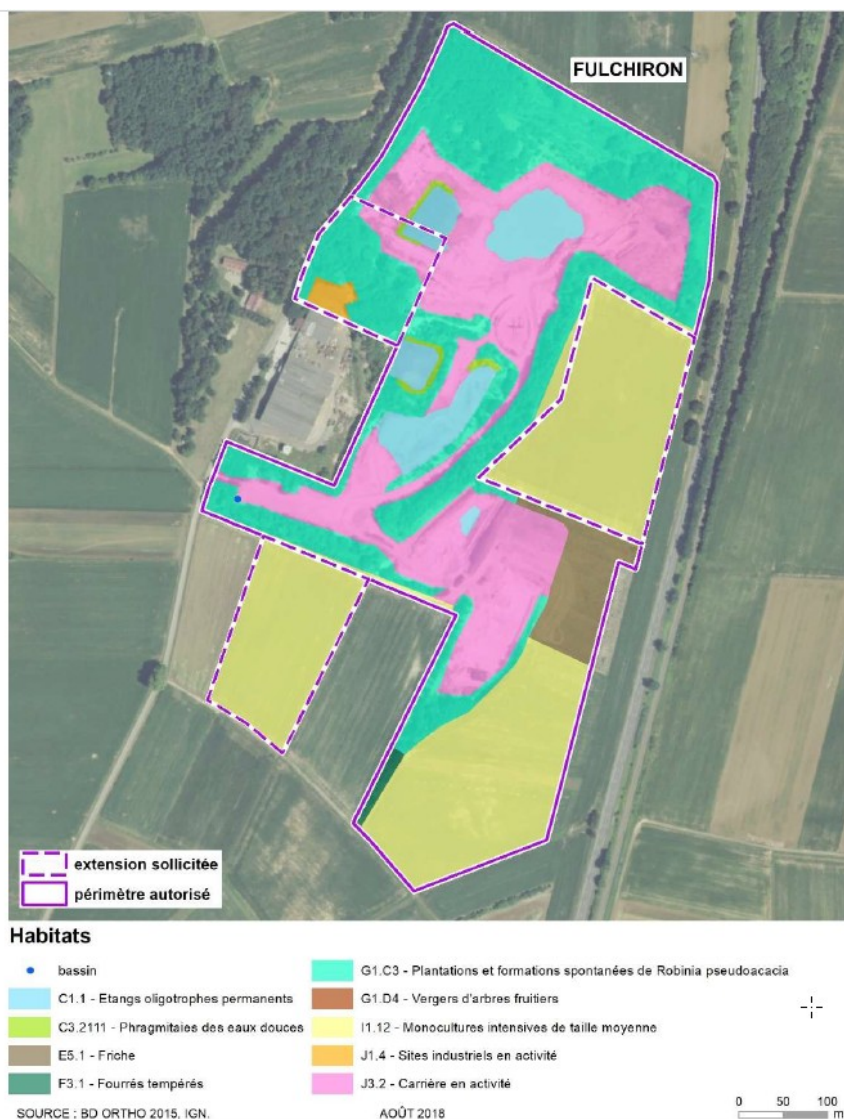 FULCHIRON
extension sollicitée
périmètre autorisé
Habitats
bassin
C1.1 - Etangs oligotrophes permanents
C3.2111 - Phragmitaies des eaux douces
E5.1 - Friche
F3.1 - Fourrés tempérés
G1.C3 - Plantations et formations spontanées de Robinia pseudoacacia
G1.D4 - Vergers d'arbres fruitiers
I1.12 - Monocultures intensives de taille moyenne
J1.4 - Sites industriels en activité
J3.2 - Carrière en activité
SOURCE : BD ORTHO 2015. IGN. AOÛT 2018
0 50 100
m